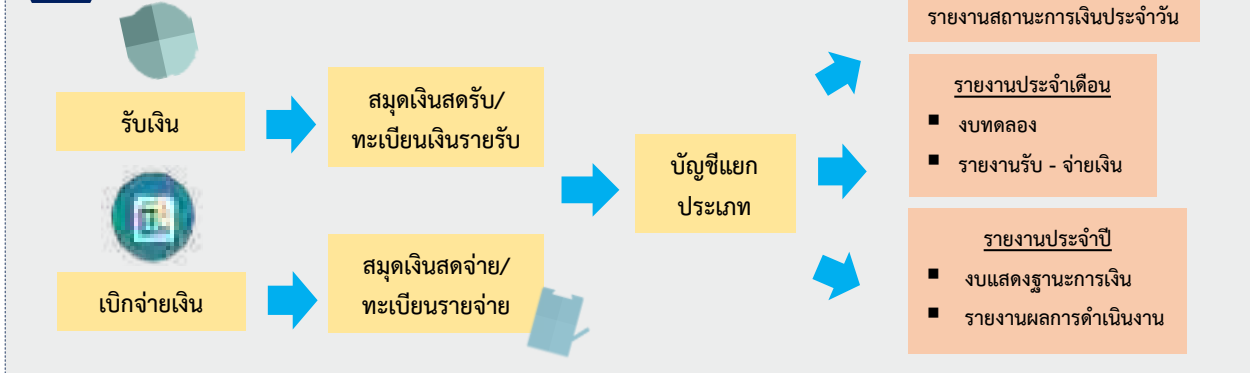 รายงานสถานะการเงินประจำวัน
รับเงิน
สมุดเงินสดรับ/
ทะเบียนเงินรายรับ
บัญชีแยก
ประเภท
รายงานประจำเดือน
▪ งบทดลอง
▪ รายงานรับ - จ่ายเงิน
เบิกจ่ายเงิน
สมุดเงินสดจ่าย/
ทะเบียนรายจ่าย
รายงานประจำปี
▪ งบแสดงฐานะการเงิน
▪ รายงานผลการดำเนินงาน